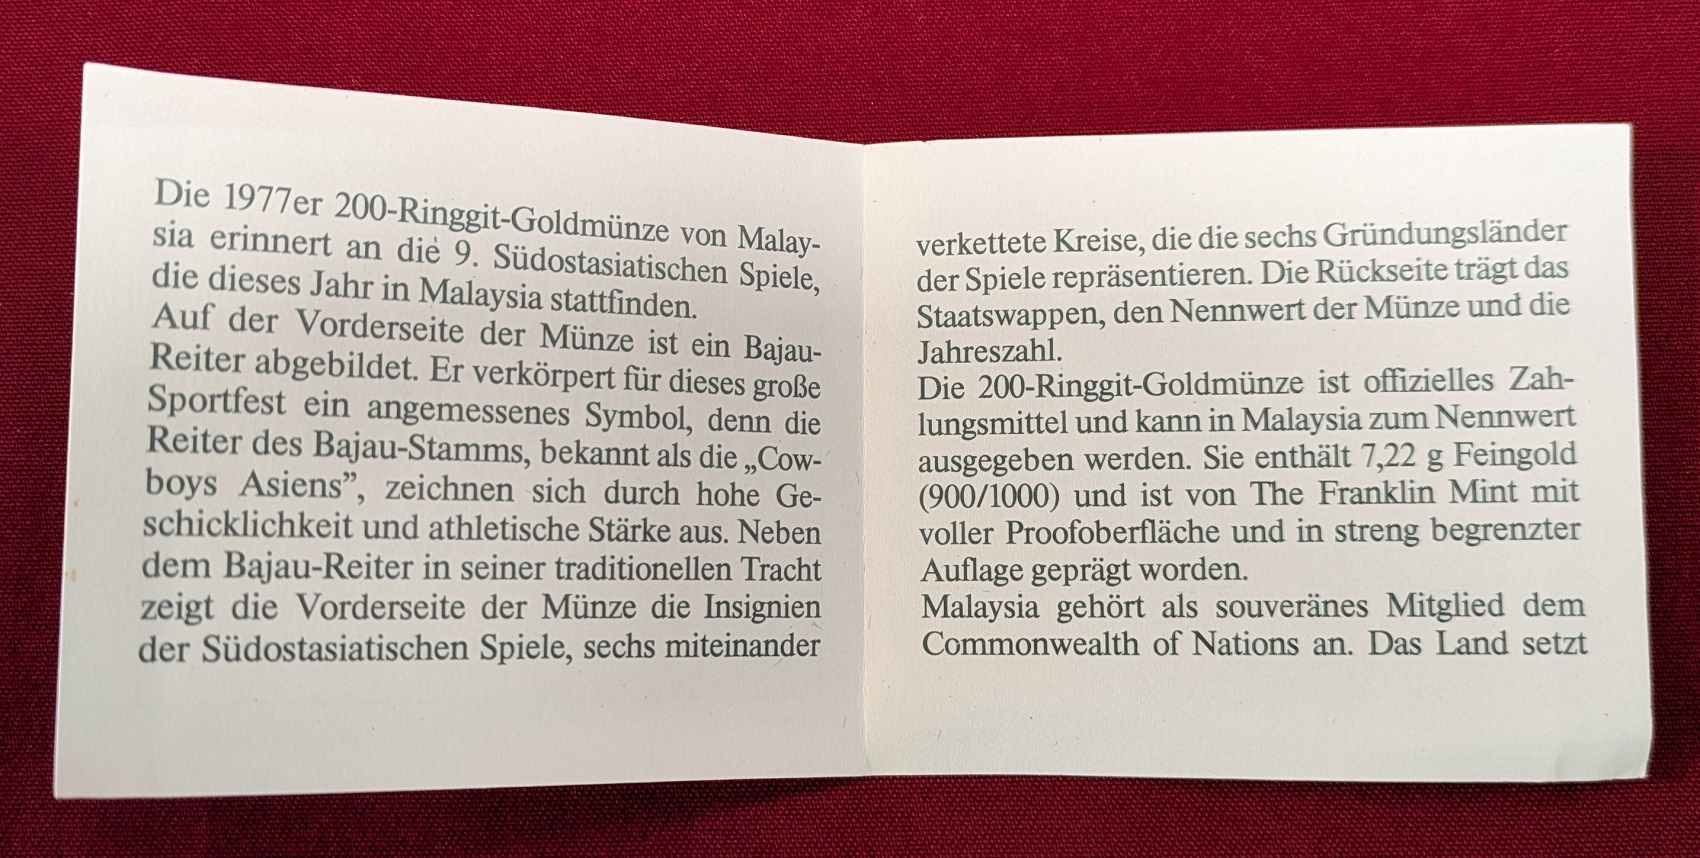 Die 1977er 200-Ringgit-Goldmünze von Malay-
sia erinnert an die 9. Südostasiatischen Spiele,
die dieses Jahr in Malaysia stattfinden.
Auf der Vorderseite der Münze ist ein Bajau-
Reiter abgebildet. Er verkörpert für dieses große
Sportfest ein angemessenes Symbol, denn die
Reiter des Bajau-Stamms, bekannt als die „Cow-
boys Asiens”, zeichnen sich durch hohe Ge-
schicklichkeit und athletische Stärke aus. Neben
dem Bajau-Reiter in seiner traditionellen Tracht
zeigt die Vorderseite der Münze die Insignien
der Südostasiatischen Spiele, sechs miteinander
verkettete Kreise, die die sechs Gründungsländer
der Spiele repräsentieren. Die Rückseite trägt das
Staatswappen, den Nennwert der Münze und die
Jahreszahl.
Die 200-Ringgit-Goldmünze ist offizielles Zah-
lungsmittel und kann in Malaysia zum Nennwert
ausgegeben werden. Sie enthält 7,22 g Feingold
(900/1000) und ist von The Franklin Mint mit
voller Proofoberfläche und in streng begrenzter
Auflage geprägt worden.
Malaysia gehört als souveränes Mitglied dem
Commonwealth of Nations an. Das Land setzt